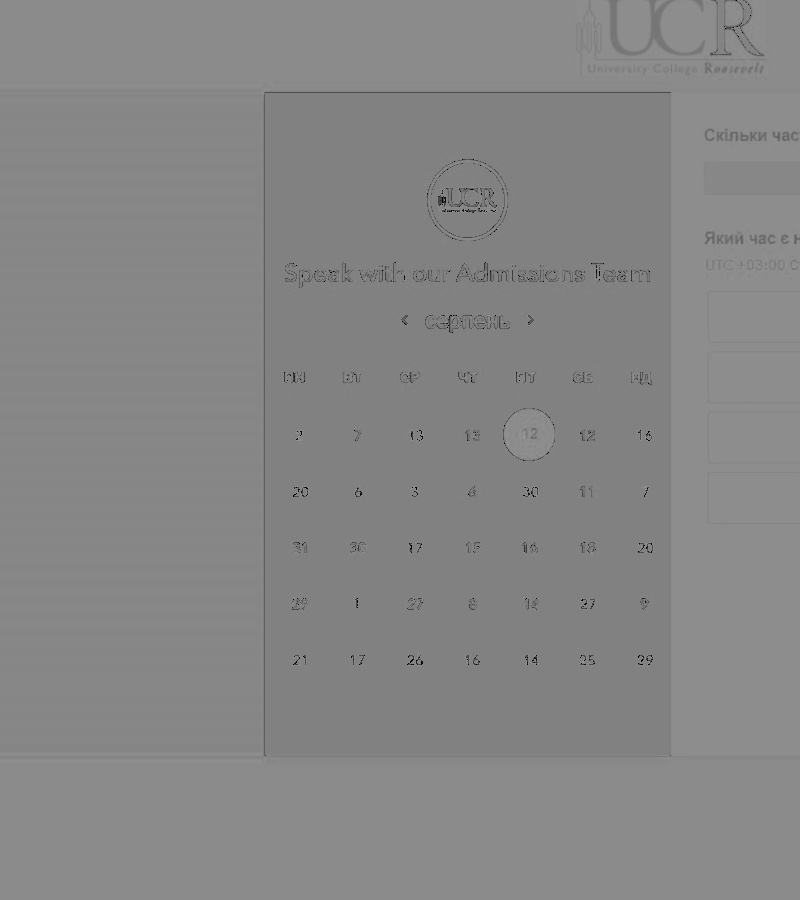 UCR
University College Roosevelt
Скільки час
UCR
Який час є н
UTC +03:00 С
Speak with our Admissions Team
< серпень >
ПН ВТ СР ЧТ ПТ СБ НД
2 7 13 13 12 12 16
20 6 3 6 30 11 7
31 30 17 15 16 18 20
29 1 27 8 14 27 9
21 17 26 16 14 25 29